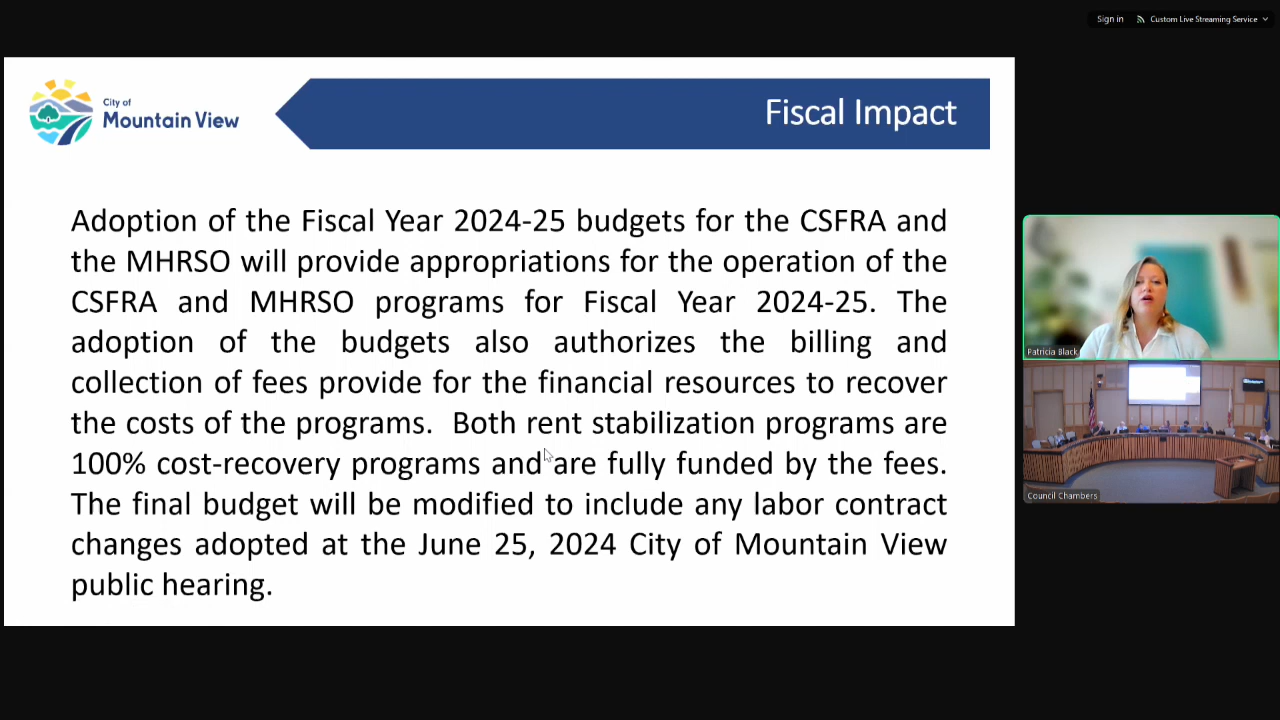 Sign in
Custom Live Streaming Service
City of
Mountain View
Fiscal Impact
Adoption of the Fiscal Year 2024-25 budgets for the CSFRA and
the MHRSO will provide appropriations for the operation of the
CSFRA and MHRSO programs for Fiscal Year 2024-25. The
adoption of the budgets also authorizes the billing and
collection of fees provide for the financial resources to recover
the costs of the programs.  Both rent stabilization programs are
100% cost-recovery programs and are fully funded by the fees.
The final budget will be modified to include any labor contract
changes adopted at the June 25, 2024 City of Mountain View
public hearing.
Patricia Black
Council Chambers